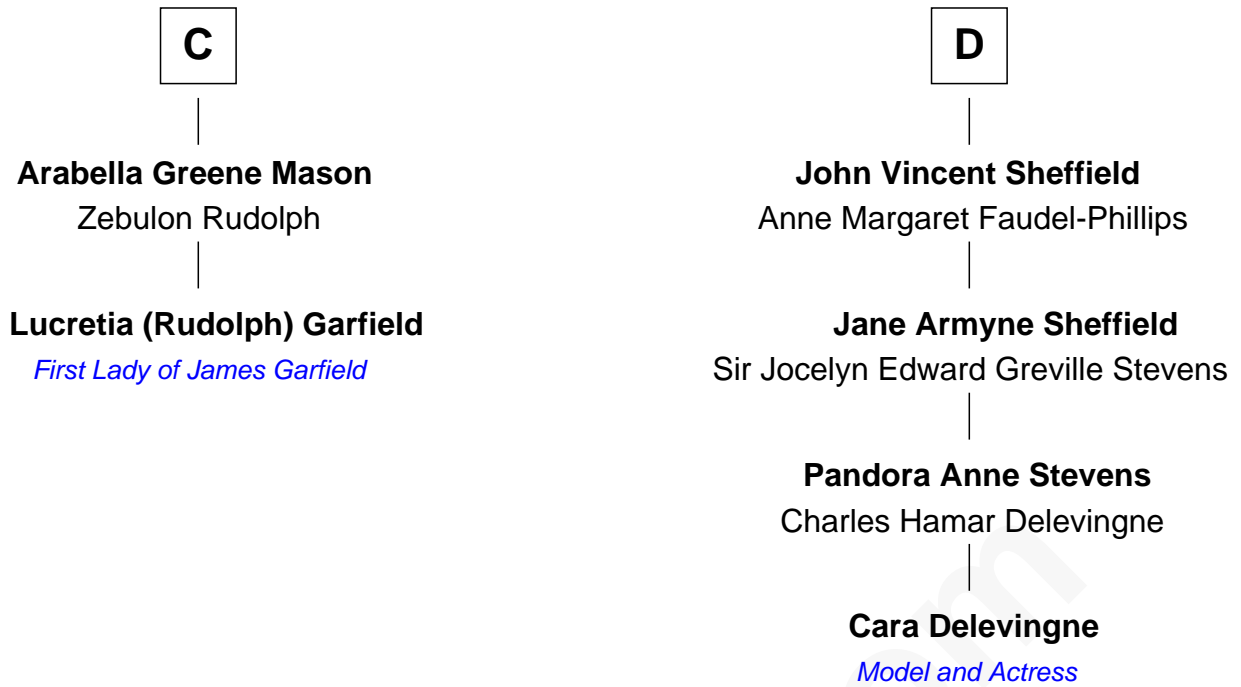 C
Arabella Greene Mason
Zebulon Rudolph
Lucretia (Rudolph) Garfield
First Lady of James Garfield
D
John Vincent Sheffield
Anne Margaret Faudel-Phillips
Jane Armyne Sheffield
Sir Jocelyn Edward Greville Stevens
Pandora Anne Stevens
Charles Hamar Delevingne
Cara Delevingne
Model and Actress